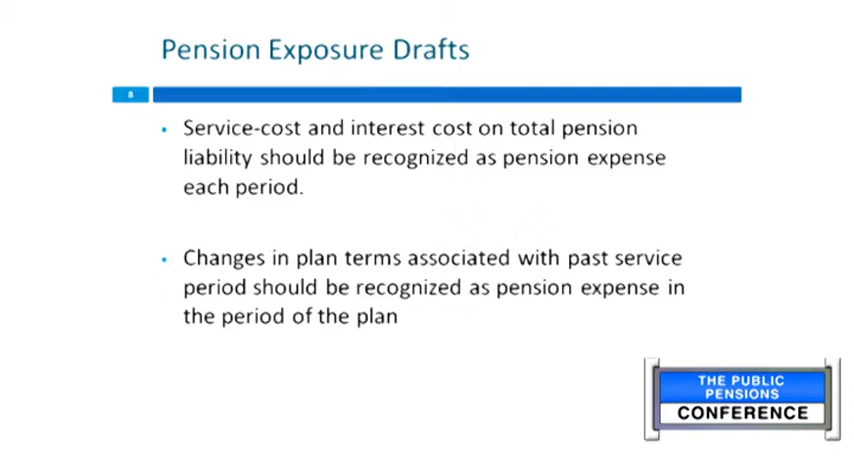 Pension Exposure Drafts
8
• Service-cost and interest cost on total pension
liability should be recognized as pension expense
each period.
• Changes in plan terms associated with past service
period should be recognized as pension expense in
the period of the plan
THE PUBLIC
PENSIONS
CONFERENCE